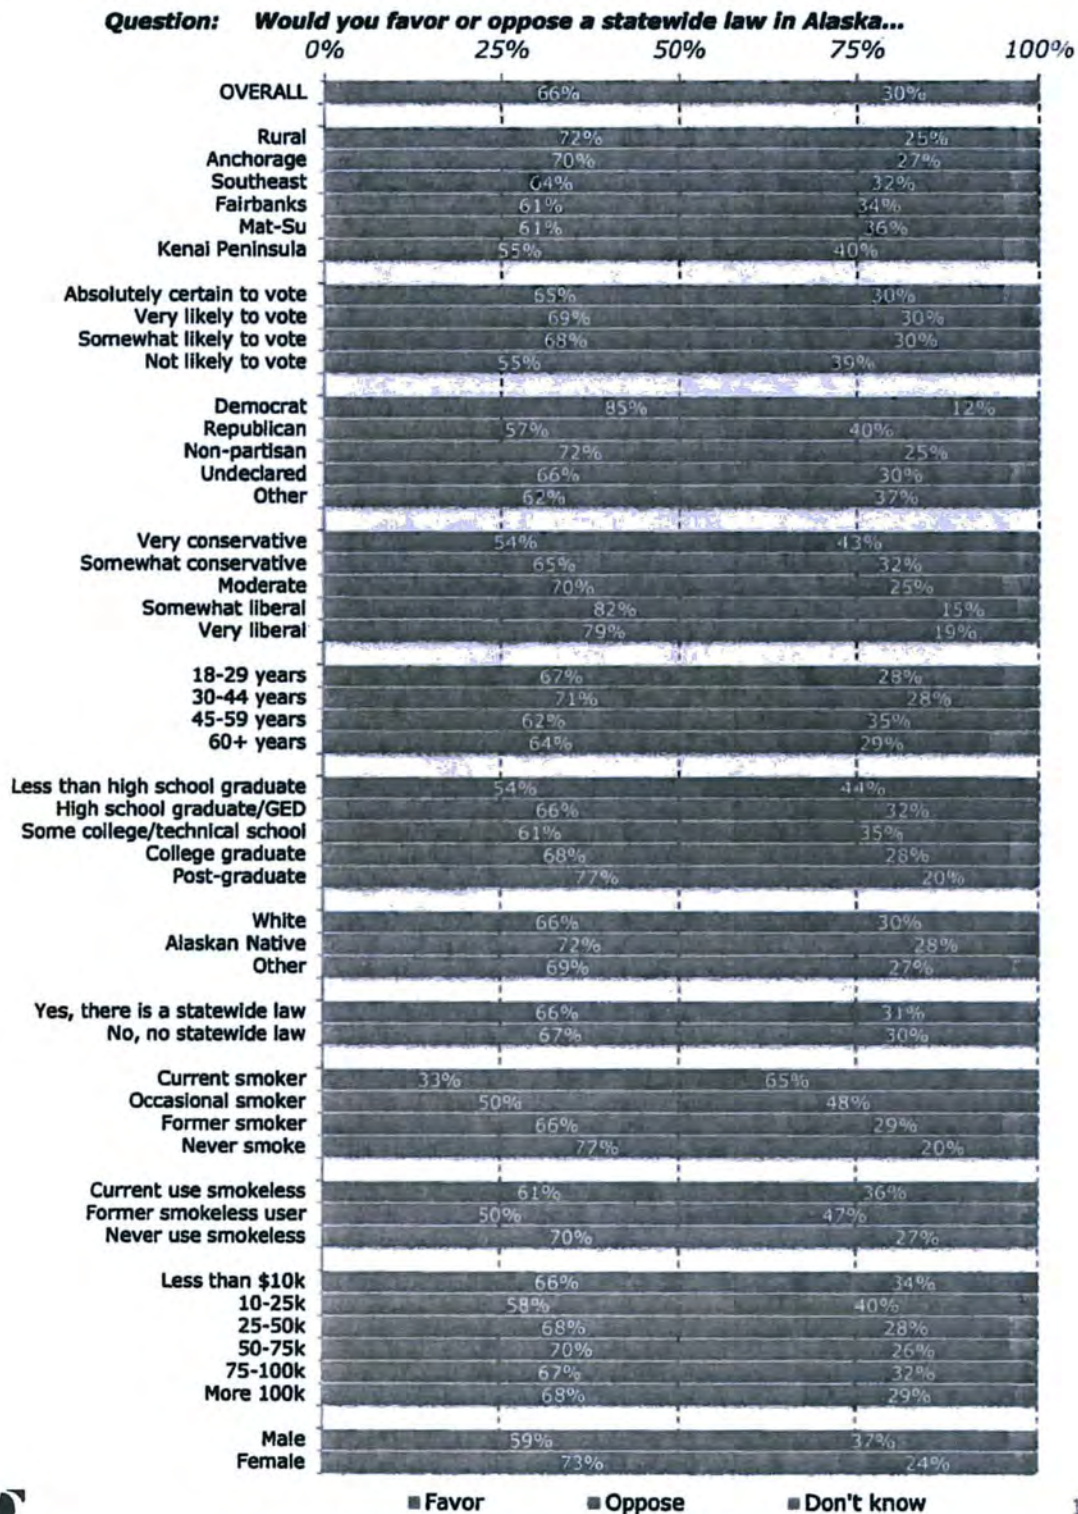 Question: Would you favor or oppose a statewide law in Alaska...
0% 25% 50% 75% 100%
OVERALL 66% 30%
Rural 72% 25%
Anchorage 70% 27%
Southeast 64% 32%
Fairbanks 61% 34%
Mat-Su 61% 36%
Kenai Peninsula 55% 40%
Absolutely certain to vote 65% 30%
Very likely to vote 69% 30%
Somewhat likely to vote 68% 30%
Not likely to vote 55% 39%
Democrat 85% 12%
Republican 57% 40%
Non-partisan 72% 25%
Undeclared 66% 30%
Other 62% 37%
Very conservative 54% 43%
Somewhat conservative 65% 32%
Moderate 70% 25%
Somewhat liberal 82% 15%
Very liberal 79% 19%
18-29 years 67% 28%
30-44 years 71% 28%
45-59 years 62% 35%
60+ years 64% 29%
Less than high school graduate 54% 44%
High school graduate/GED 66% 32%
Some college/technical school 61% 35%
College graduate 68% 28%
Post-graduate 77% 20%
White 66% 30%
Alaskan Native 72% 28%
Other 69% 27%
Yes, there is a statewide law 66% 31%
No, no statewide law 67% 30%
Current smoker 33% 65%
Occasional smoker 50% 48%
Former smoker 66% 29%
Never smoke 77% 20%
Current use smokeless 61% 36%
Former smokeless user 50% 47%
Never use smokeless 70% 27%
Less than $10k 66% 34%
10-25k 58% 40%
25-50k 68% 28%
50-75k 70% 26%
75-100k 67% 32%
More 100k 68% 29%
Male 59% 37%
Female 73% 24%
Favor Oppose Don't know